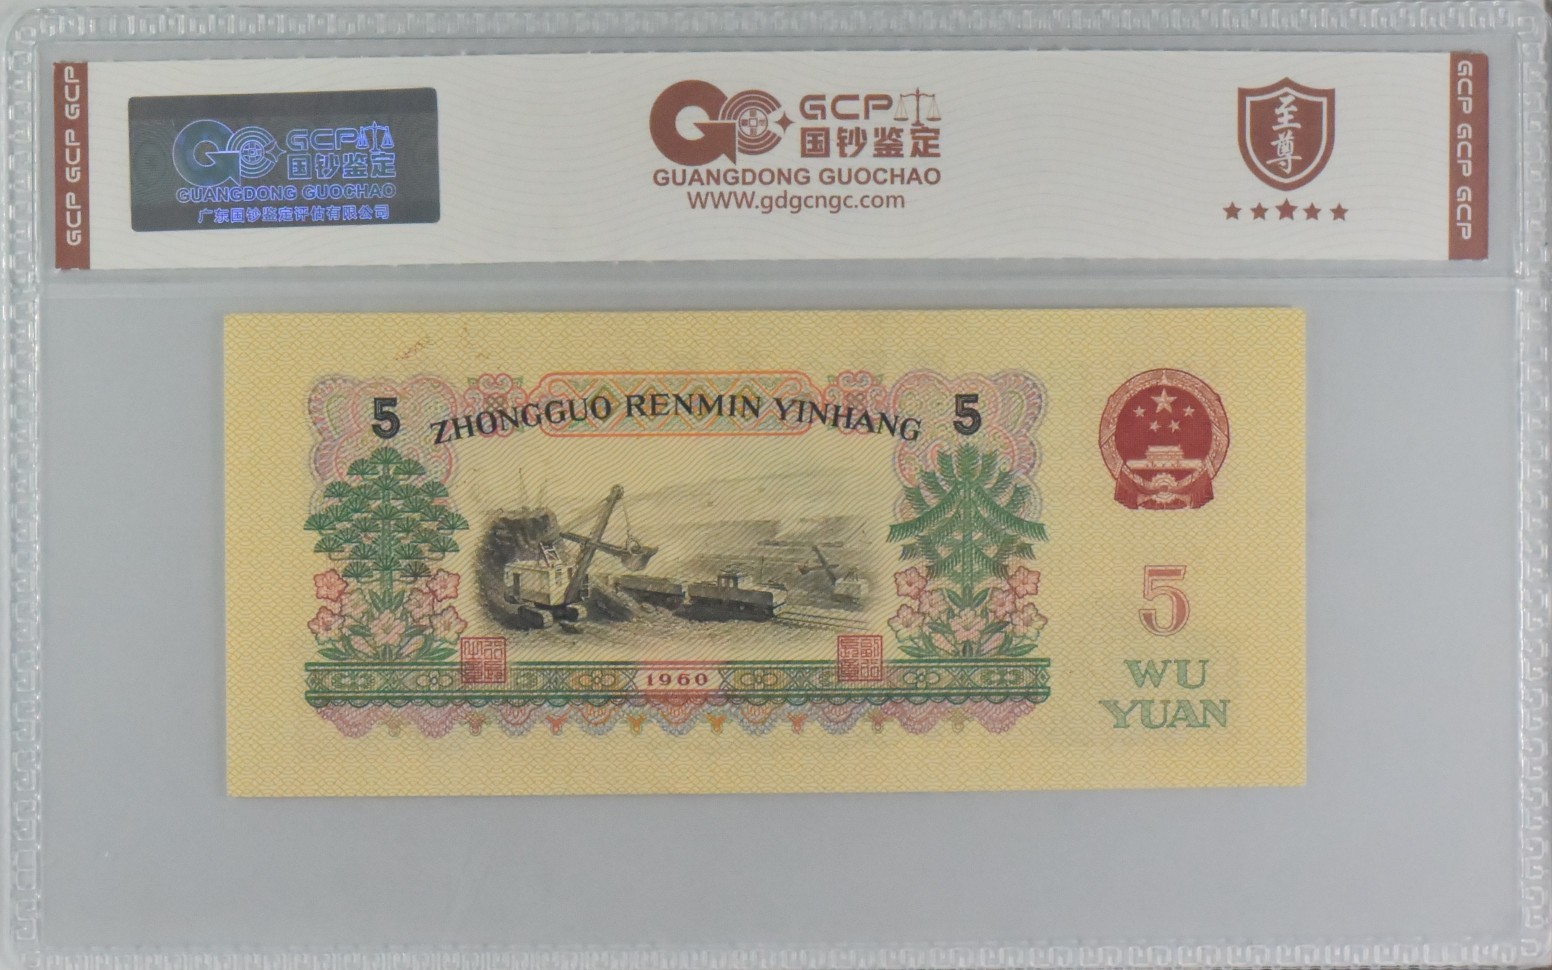 GCP GCP GCP
GCP
国钞鉴定
GUANGDONG GUOCHAO
广东国钞鉴定评估有限公司
GCP
国钞鉴定
GUANGDONG GUOCHAO
WWW.gdgcngc.com
至尊
GCP GCP GCP
5 ZHONGGUO RENMIN YINHANG 5
5
1960
WU
YUAN